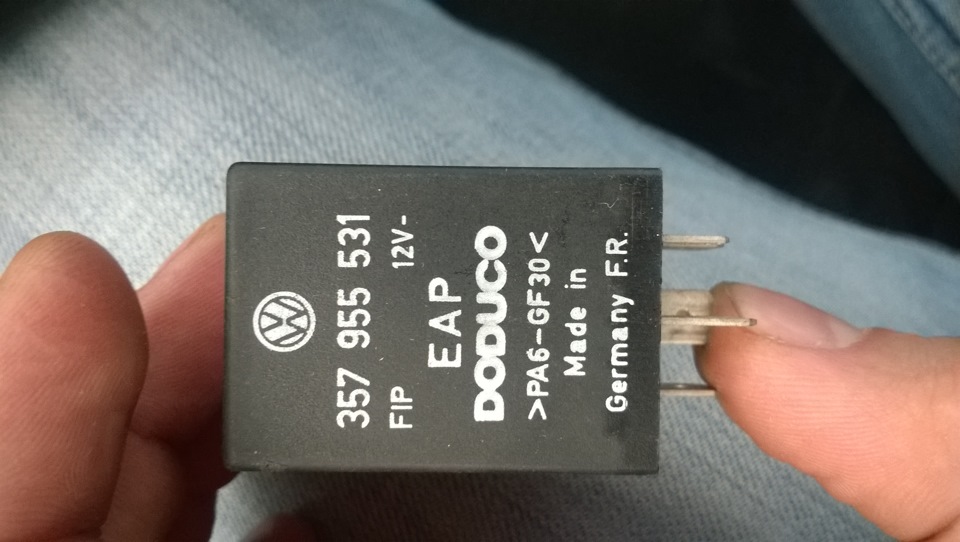 357 955 531
FIP 12V-
EAP
DODUCO
>PA6-GF30<
Made in
Germany F.R.